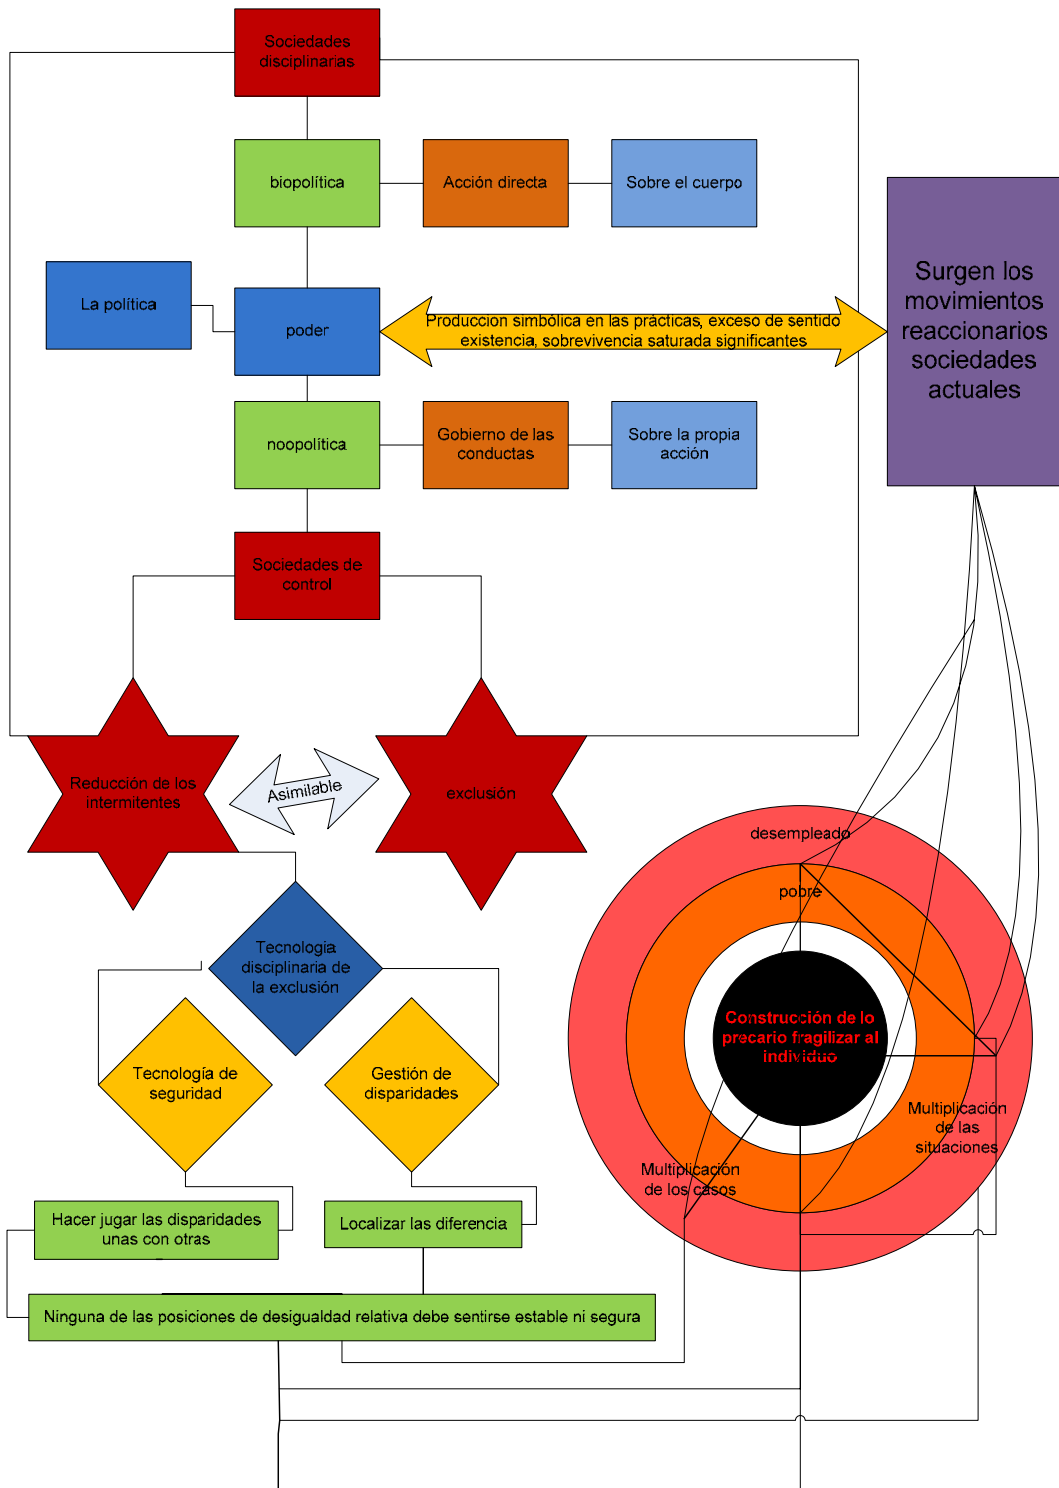 Sociedades
disciplinarias
biopolítica
Acción directa
Sobre el cuerpo
La política
poder
Produccion simbólica en las prácticas, exceso de sentido
existencia, sobrevivencia saturada significantes
Surgen los
movimientos
reaccionarios
sociedades
actuales
noopolítica
Gobierno de las
conductas
Sobre la propia
acción
Sociedades de
control
Reducción de los
intermitentes
Asimilable
exclusión
desempleado
pobre
Tecnología
disciplinaria de
la exclusión
Construcción de lo
precario fragilizar al
individuo
Tecnología de
seguridad
Gestión de
disparidades
Multiplicación
de las
situaciones
Multiplicación
de los casos
Hacer jugar las disparidades
unas con otras
Localizar las diferencia
Ninguna de las posiciones de desigualdad relativa debe sentirse estable ni segura